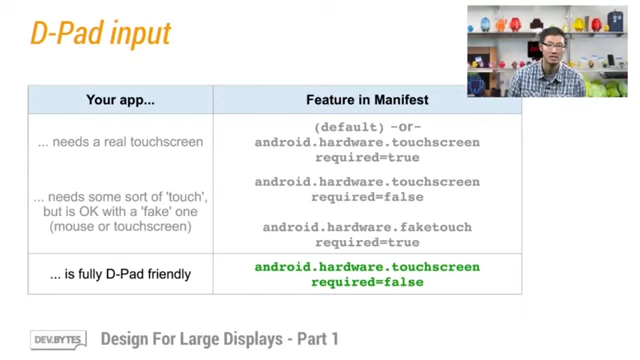 D-Pad input
Your app...
Feature in Manifest
... needs a real touchscreen
(default) -or-
android.hardware.touchscreen
required=true
... needs some sort of 'touch',
but is OK with a 'fake' one
(mouse or touchscreen)
android.hardware.touchscreen
required=false
android.hardware.faketouch
required=true
... is fully D-Pad friendly
android.hardware.touchscreen
required=false
DEV.BYTES
Design For Large Displays - Part 1